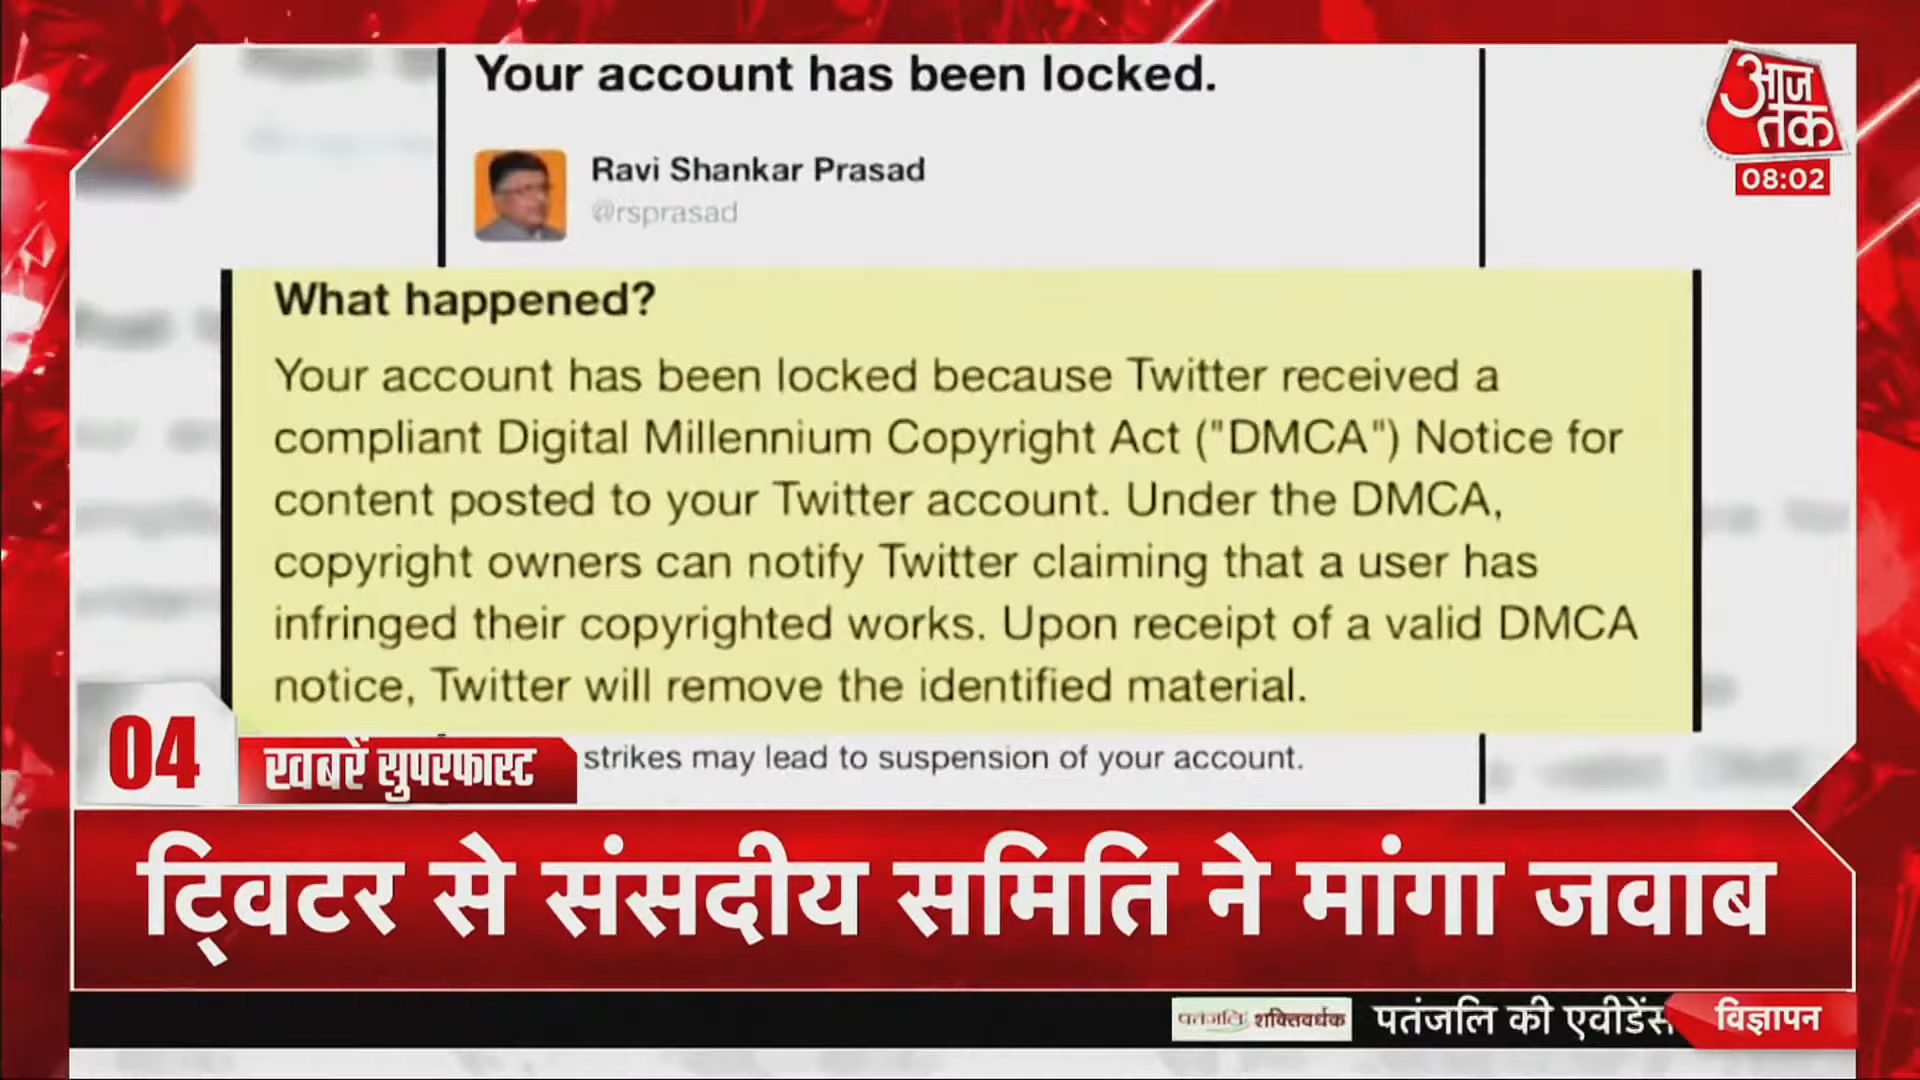 Your account has been locked.
आज
तक
08:02
Ravi Shankar Prasad
@rsprasad
What happened?
Your account has been locked because Twitter received a
compliant Digital Millennium Copyright Act ("DMCA") Notice for
content posted to your Twitter account. Under the DMCA,
copyright owners can notify Twitter claiming that a user has
infringed their copyrighted works. Upon receipt of a valid DMCA
notice, Twitter will remove the identified material.
strikes may lead to suspension of your account.
04
खबरें सुपरफास्ट
ट्विटर से संसदीय समिति ने मांगा जवाब
पतंजलि शक्तिवर्धक
पतंजलि की एवीडेंस
विज्ञापन